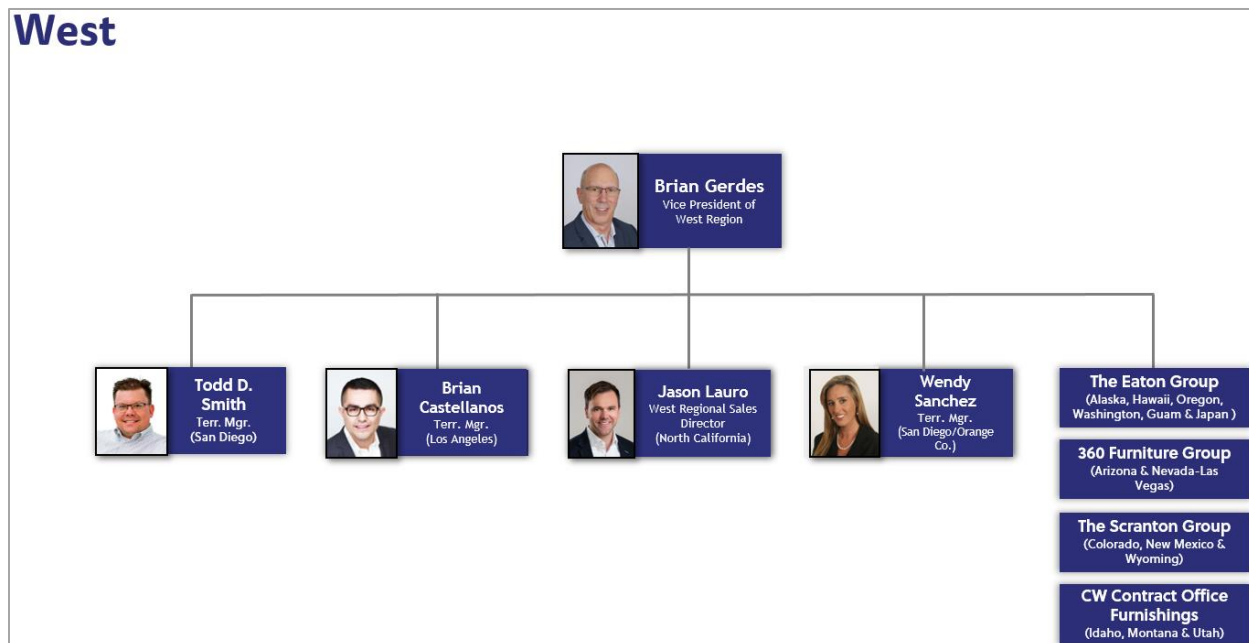 West
Brian Gerdes
Vice President of
West Region
Todd D.
Smith
Terr. Mgr.
(San Diego)
Brian
Castellanos
Terr. Mgr.
(Los Angeles)
Jason Lauro
West Regional Sales
Director
(North California)
Wendy
Sanchez
Terr. Mgr.
(San Diego/Orange
Co.)
The Eaton Group
(Alaska, Hawaii, Oregon,
Washington, Guam & Japan )
360 Furniture Group
(Arizona & Nevada-Las
Vegas)
The Scranton Group
(Colorado, New Mexico &
Wyoming)
CW Contract Office
Furnishings
(Idaho, Montana & Utah)